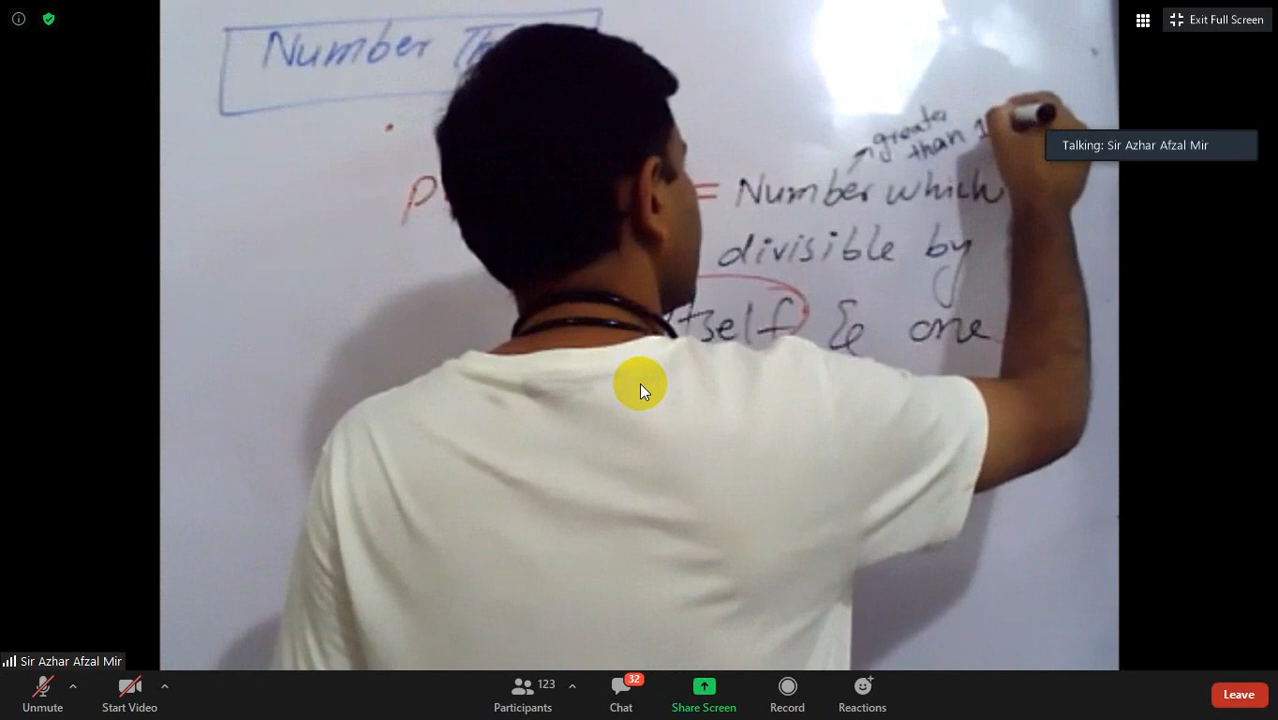 Exit Full Screen
Number Th
greater
than 1
Talking: Sir Azhar Afzal Mir
= Number which
divisible by
itself & one
Sir Azhar Afzal Mir
Unmute
Start Video
123
Participants
32
Chat
Share Screen
Record
Reactions
Leave